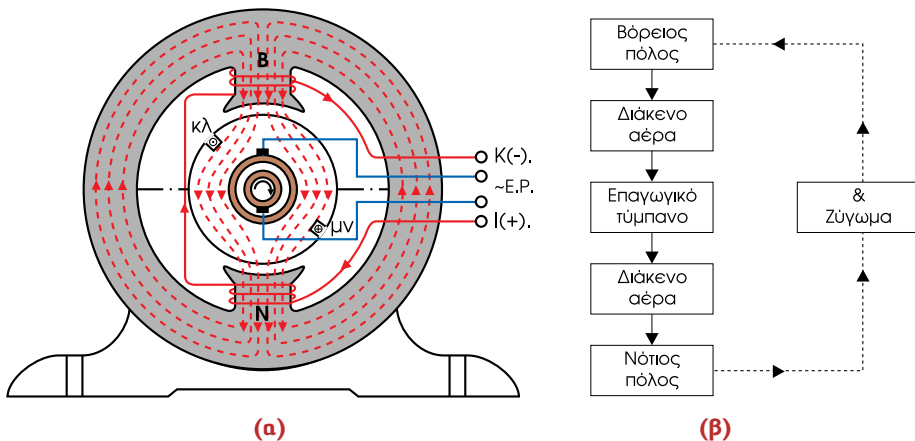 B
κλ
K(-).
~E.P.
I(+).
μν
N
(α)
Βόρειος
πόλος
Διάκενο
αέρα
Επαγωγικό
τύμπανο
Διάκενο
αέρα
Νότιος
πόλος
&
Ζύγωμα
(β)